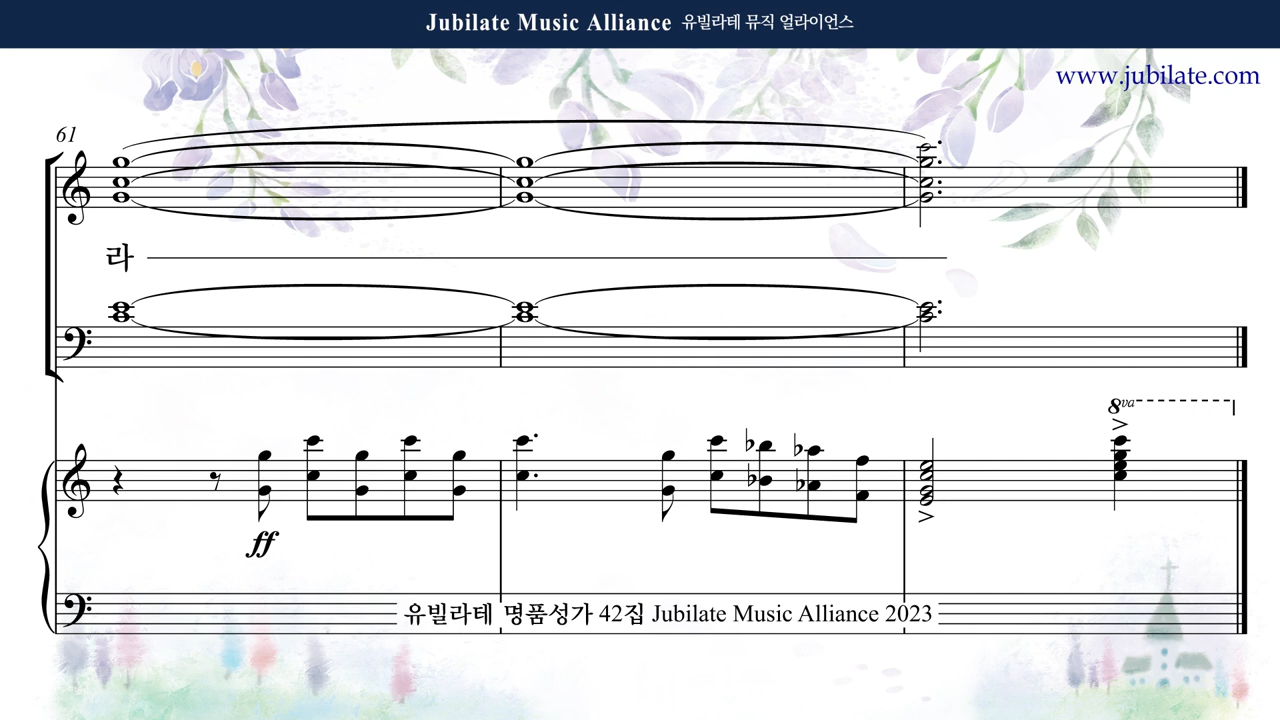 Jubilate Music Alliance 유빌라테 뮤직 얼라이언스
www.jubilate.com
61
라
8va
ff
유빌라테 명품성가 42집 Jubilate Music Alliance 2023